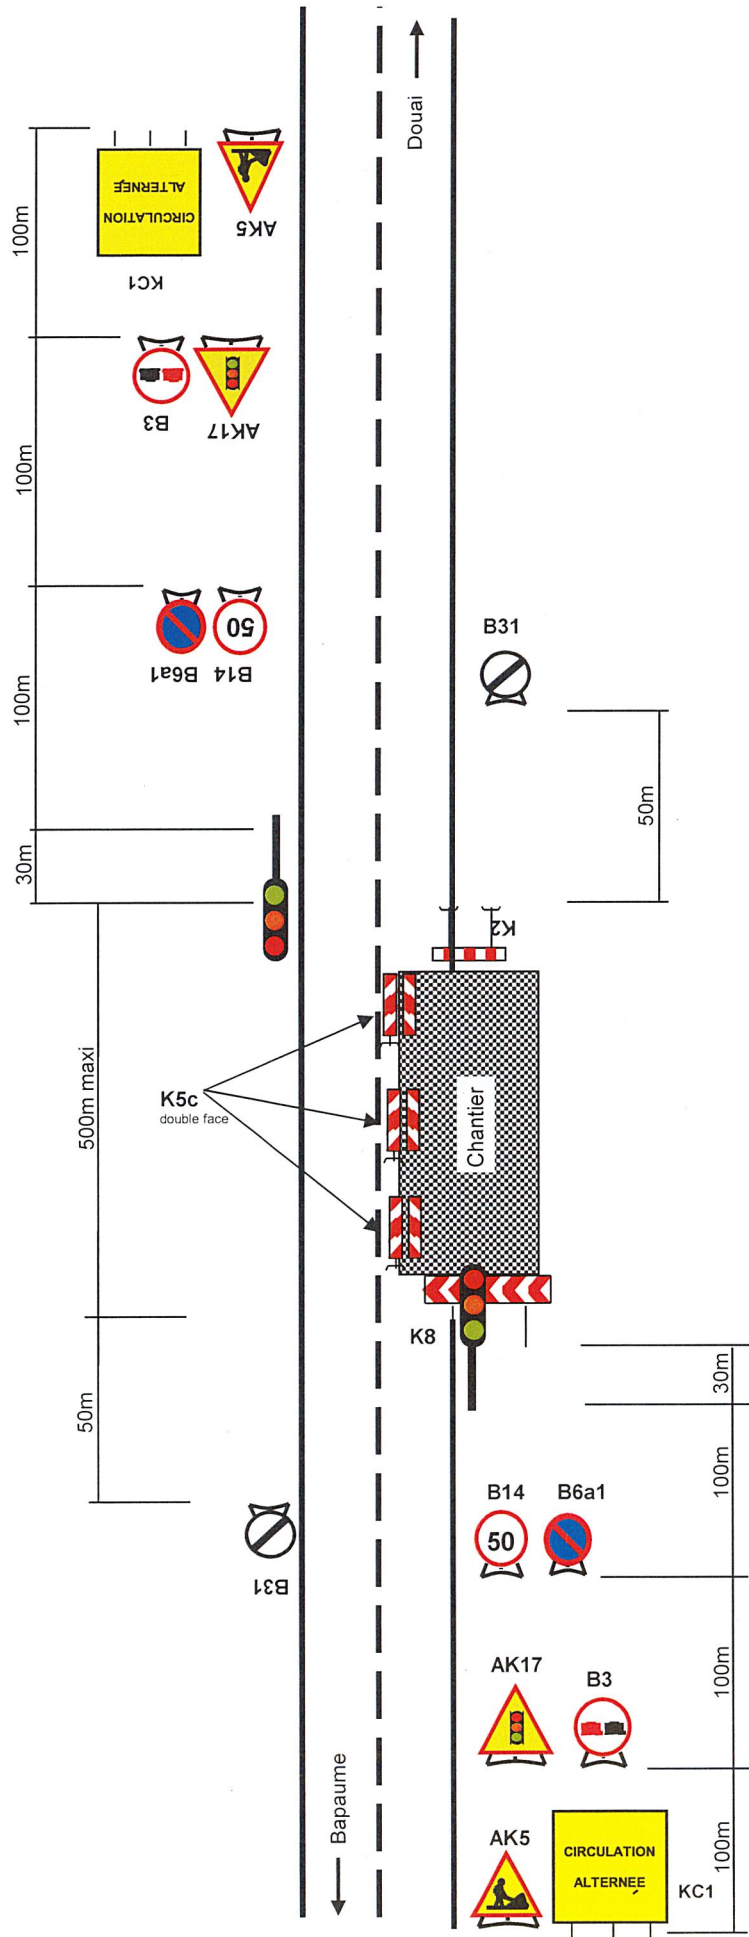 Douai
100m
CIRCULATION
ALTERNÉE
AK5
KC1
100m
B3
AK17
100m
50
B6a1
B14
B31
50m
30m
K2
500m maxi
K5c
double face
Chantier
K8
50m
30m
B31
100m
B14
B6a1
50
100m
AK17
B3
Bapaume
100m
AK5
CIRCULATION
ALTERNÉE
KC1